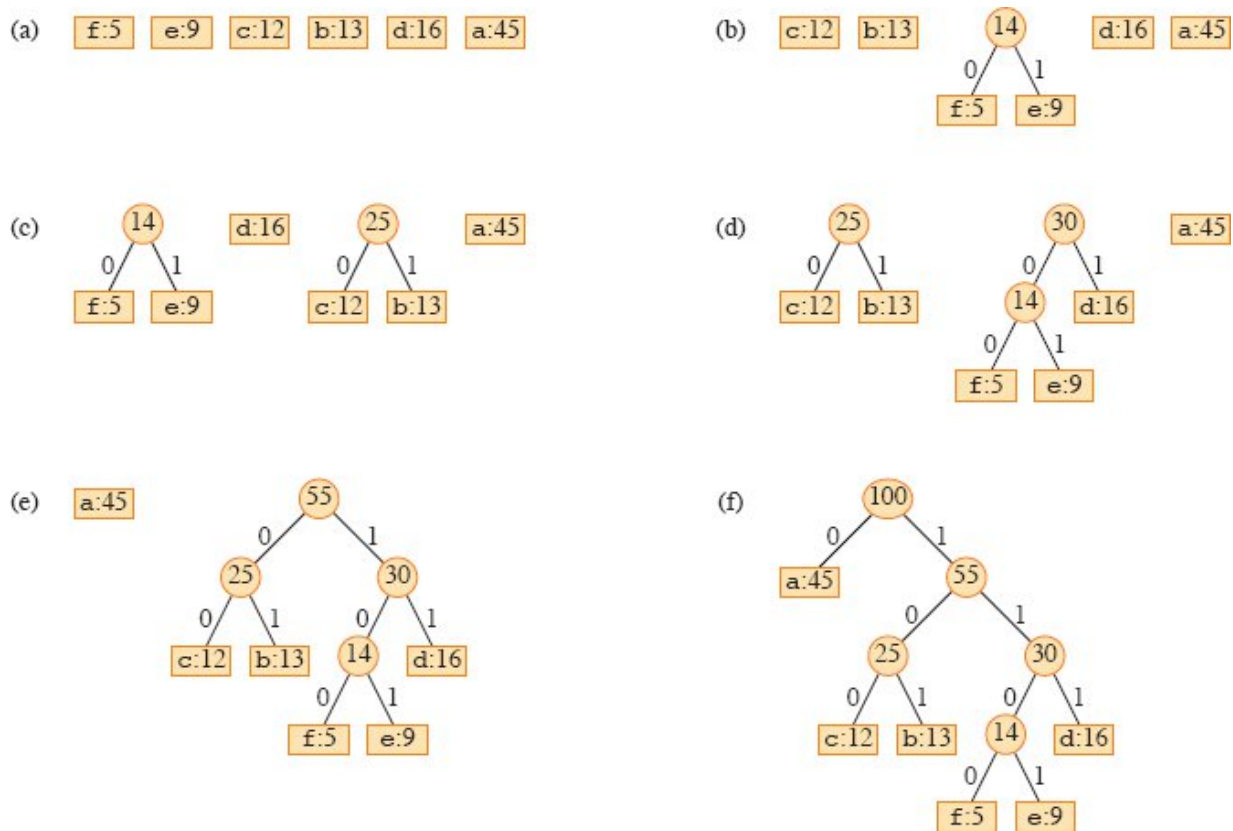 (a) f:5 e:9 c:12 b:13 d:16 a:45
(b) c:12 b:13 14 d:16 a:45
0 1
f:5 e:9
(c) 14 d:16 25 a:45
0 1 0 1
f:5 e:9 c:12 b:13
(d) 25 30 a:45
0 1 0 1
c:12 b:13 14 d:16
0 1
f:5 e:9
(e) a:45 55
0 1
25 30
0 1 0 1
c:12 b:13 14 d:16
0 1
f:5 e:9
(f) 100
0 1
a:45 55
0 1
25 30
0 1 0 1
c:12 b:13 14 d:16
0 1
f:5 e:9